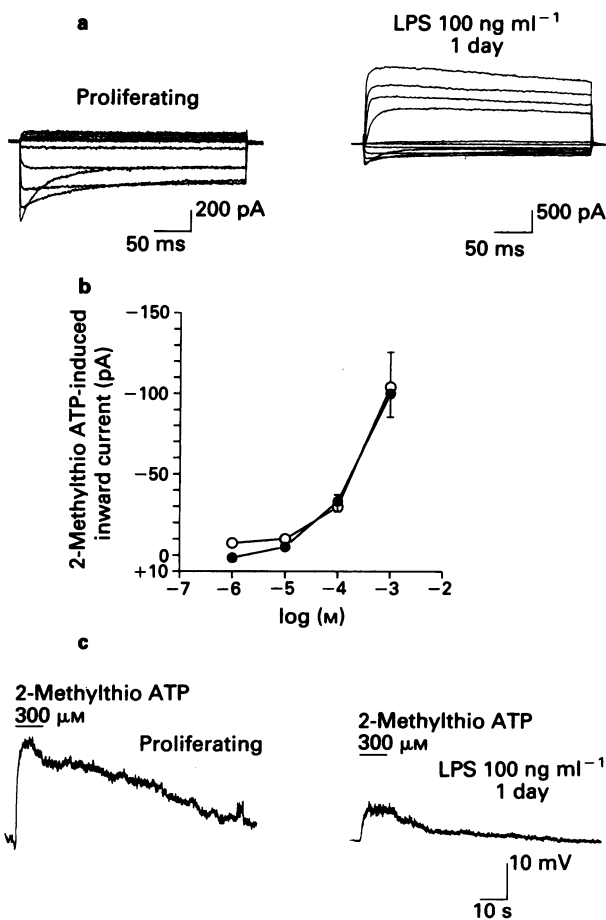 a
Proliferating
200 pA
50 ms
LPS 100 ng ml⁻¹
1 day
500 pA
50 ms
b
2-Methylthio ATP-induced
inward current (pA)
−150
−100
−50
0
+10
−7 −6 −5 −4 −3 −2
log (M)
c
2-Methylthio ATP
300 µM
Proliferating
2-Methylthio ATP
300 µM
LPS 100 ng ml⁻¹
1 day
10 mV
10 s